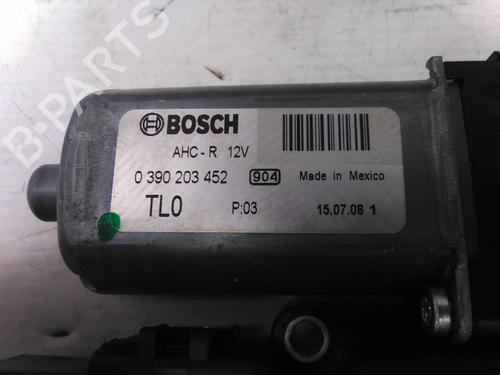 BOSCH
AHC-R 12V
0 390 203 452 904 Made in Mexico
TL0 P:03 15.07.08 1
B-PARTS